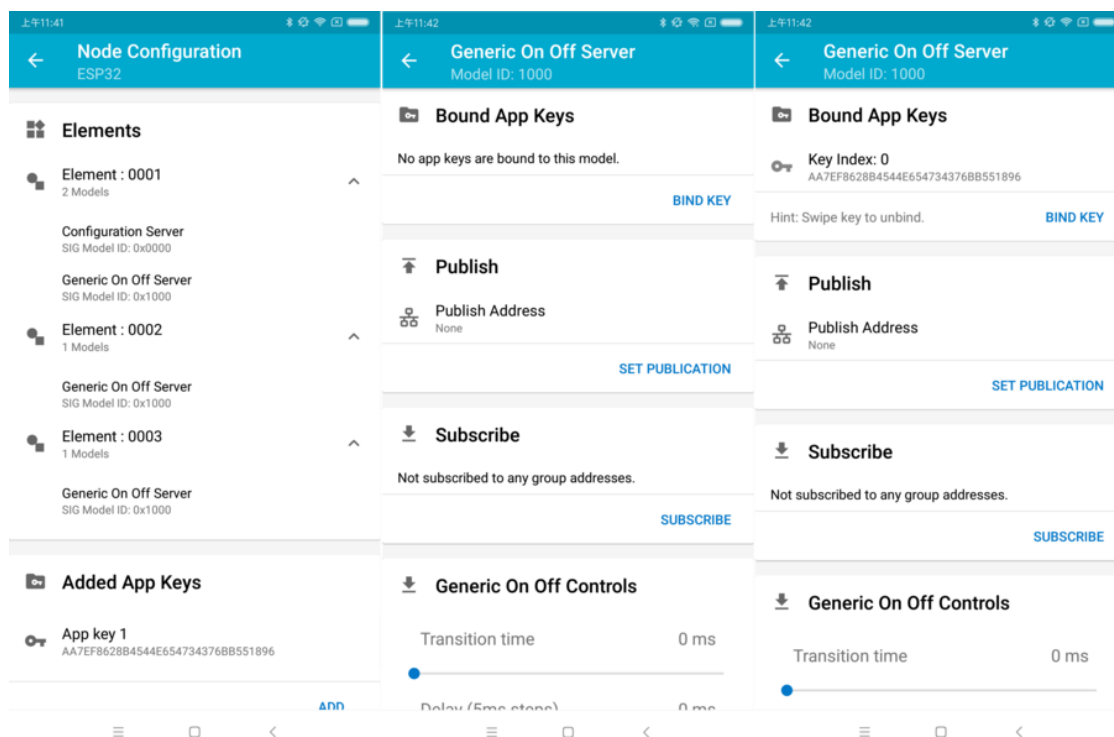 上午11:41
Node Configuration
ESP32
Elements
Element : 0001
2 Models
Configuration Server
SIG Model ID: 0x0000
Generic On Off Server
SIG Model ID: 0x1000
Element : 0002
1 Models
Generic On Off Server
SIG Model ID: 0x1000
Element : 0003
1 Models
Generic On Off Server
SIG Model ID: 0x1000
Added App Keys
App key 1
AA7EF8628B4544E654734376BB551896
ADD
上午11:42
Generic On Off Server
Model ID: 1000
Bound App Keys
No app keys are bound to this model.
BIND KEY
Publish
Publish Address
None
SET PUBLICATION
Subscribe
Not subscribed to any group addresses.
SUBSCRIBE
Generic On Off Controls
Transition time 0 ms
Delay (5ms steps) 0 ms
上午11:42
Generic On Off Server
Model ID: 1000
Bound App Keys
Key Index: 0
AA7EF8628B4544E654734376BB551896
Hint: Swipe key to unbind. BIND KEY
Publish
Publish Address
None
SET PUBLICATION
Subscribe
Not subscribed to any group addresses.
SUBSCRIBE
Generic On Off Controls
Transition time 0 ms